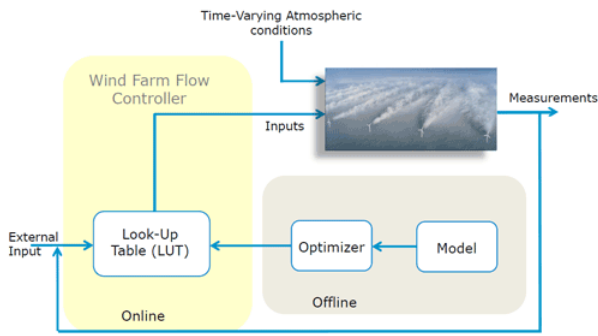 Time-Varying Atmospheric
conditions
Wind Farm Flow
Controller
Measurements
Inputs
External
Input
Look-Up
Table (LUT)
Optimizer
Model
Online
Offline